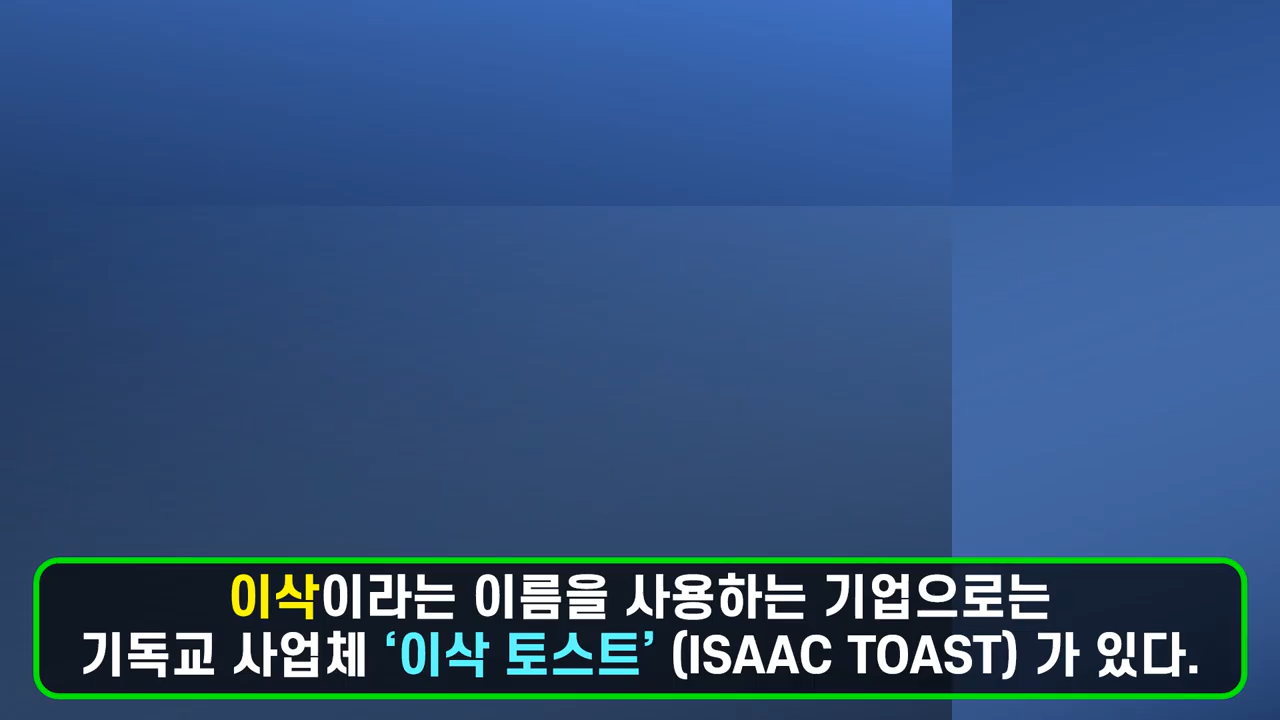 이삭이라는 이름을 사용하는 기업으로는
기독교 사업체 ‘이삭 토스트’ (ISAAC TOAST) 가 있다.